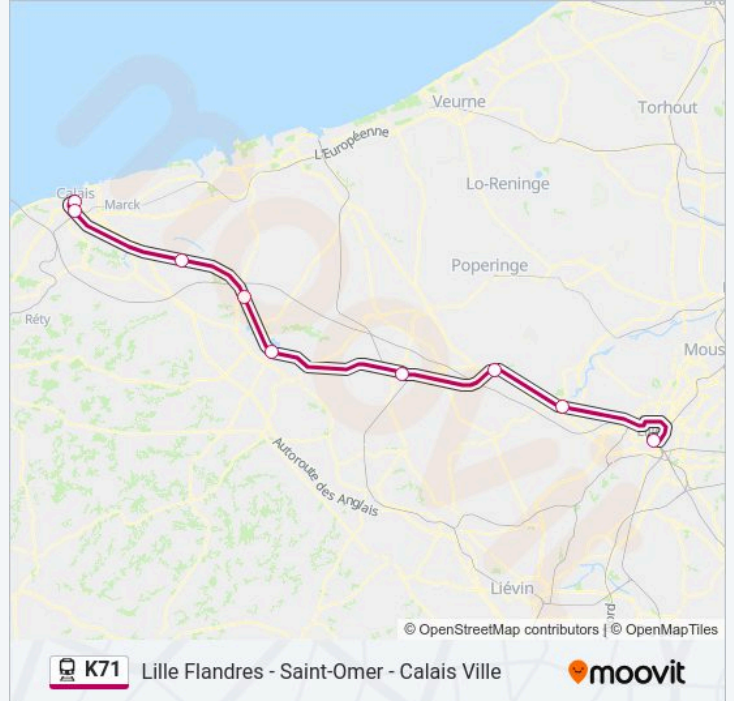 Veurne
Torhout
L'Européenne
Lo-Reninge
Calais
Marck
Poperinge
Réty
Mous
Autoroute des Anglais
Liévin
ord
© OpenStreetMap contributors | © OpenMapTiles
K71 Lille Flandres - Saint-Omer - Calais Ville moovit